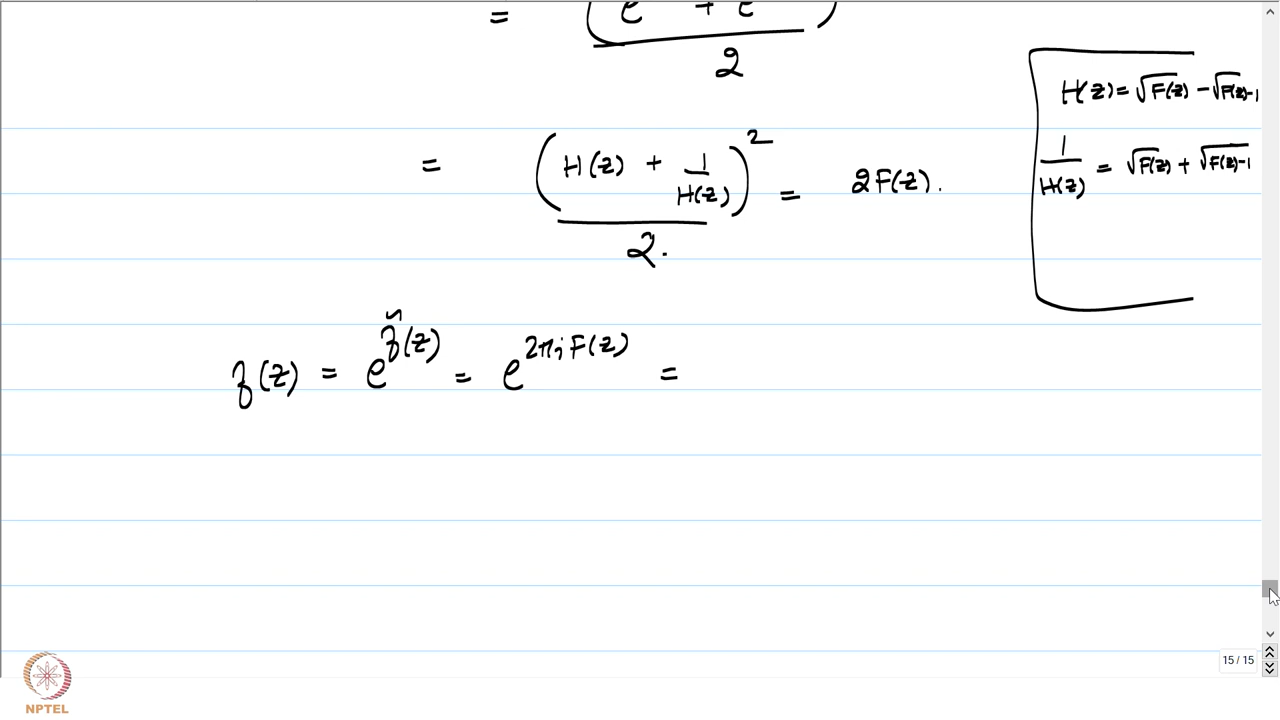 = (e + e )
2
H(z) = √F(z) − √F(z)-1
= (H(z) + 1/H(z))² = 2F(z).
2.
1/H(z) = √F(z) + √F(z)-1
f(z) = e^f̃(z) = e^2πi F(z) =
15 / 15
NPTEL